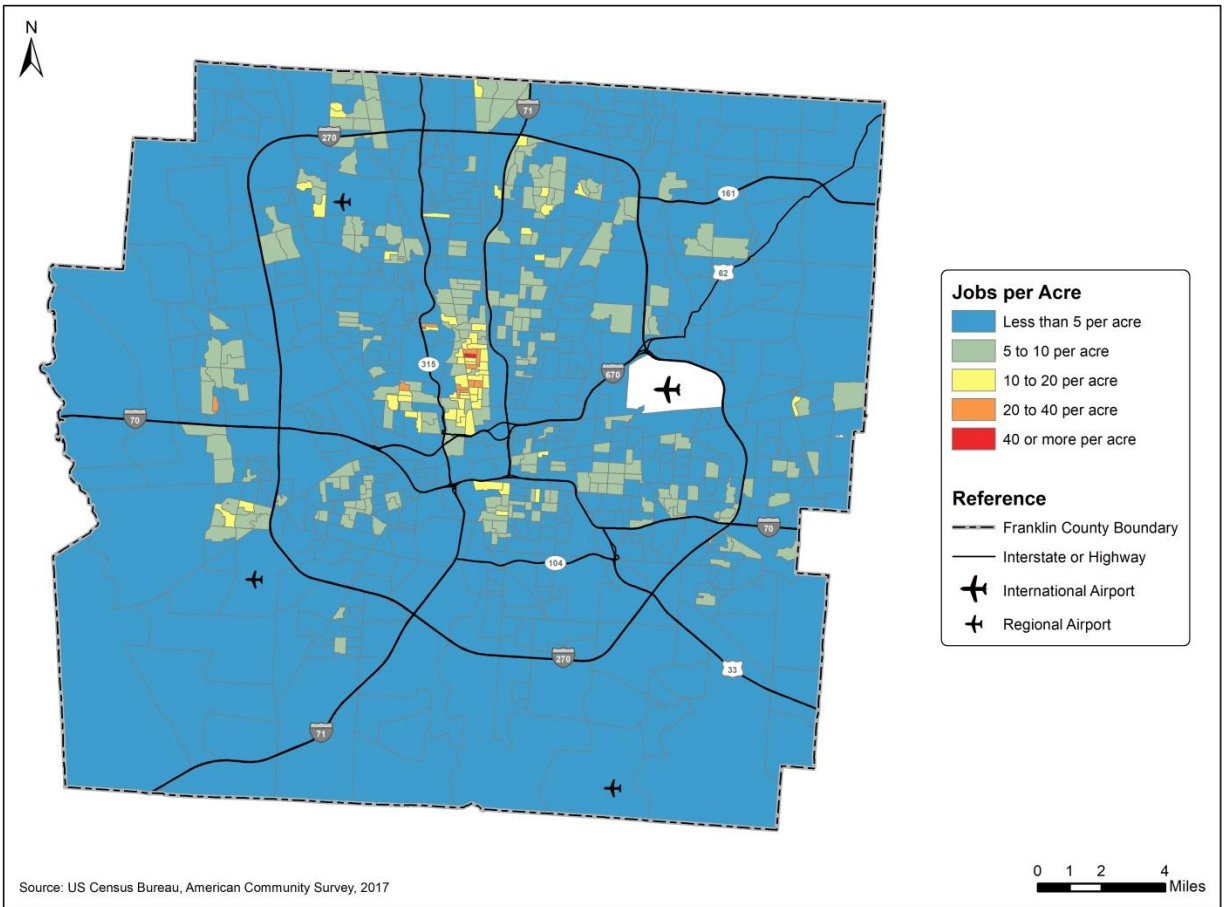 N
71
270
161
62
315
670
70
70
104
270
33
71
Jobs per Acre
Less than 5 per acre
5 to 10 per acre
10 to 20 per acre
20 to 40 per acre
40 or more per acre
Reference
Franklin County Boundary
Interstate or Highway
International Airport
Regional Airport
Source: US Census Bureau, American Community Survey, 2017
0 1 2 4
Miles